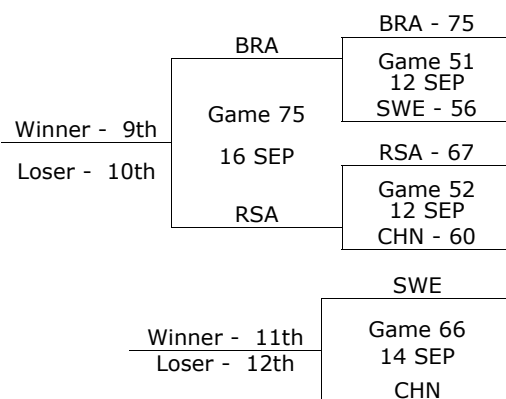 BRA - 75
BRA
Game 51
12 SEP
Game 75
SWE - 56
Winner - 9th
16 SEP
RSA - 67
Loser - 10th
Game 52
12 SEP
RSA
CHN - 60
SWE
Winner - 11th
Game 66
Loser - 12th
14 SEP
CHN